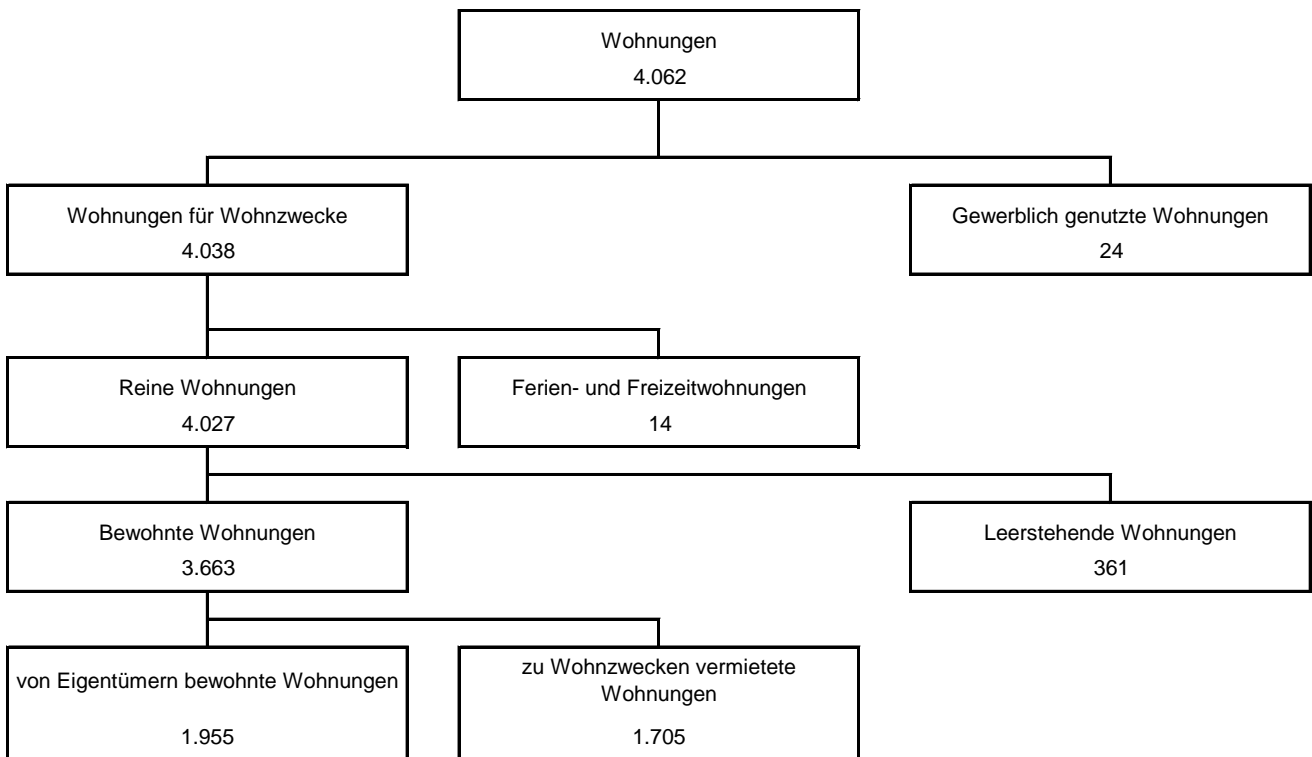 Wohnungen
4.062
Wohnungen für Wohnzwecke
4.038
Gewerblich genutzte Wohnungen
24
Reine Wohnungen
4.027
Ferien- und Freizeitwohnungen
14
Bewohnte Wohnungen
3.663
Leerstehende Wohnungen
361
von Eigentümern bewohnte Wohnungen
1.955
zu Wohnzwecken vermietete
Wohnungen
1.705